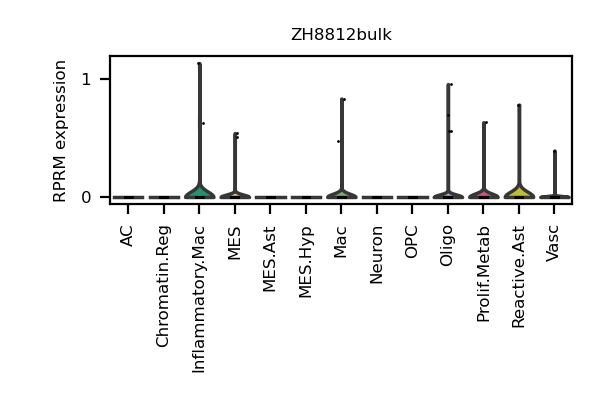 ZH8812bulk
RPRM expression
1
0
AC
Chromatin.Reg
Inflammatory.Mac
MES
MES.Ast
MES.Hyp
Mac
Neuron
OPC
Oligo
Prolif.Metab
Reactive.Ast
Vasc